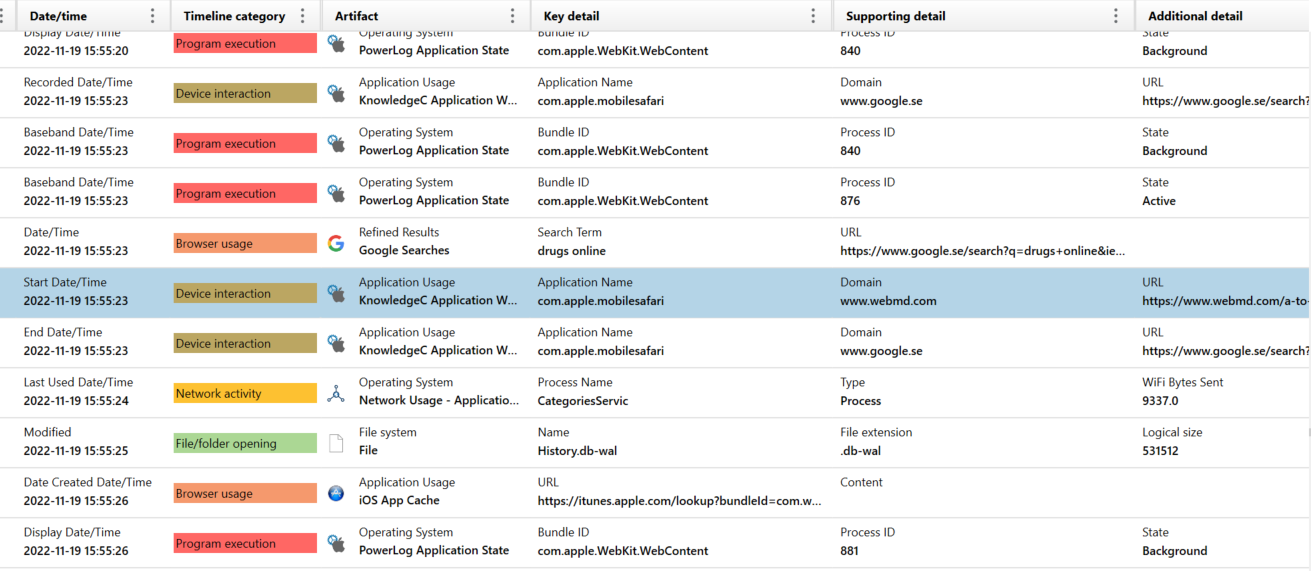 Date/time Timeline category Artifact Key detail Supporting detail Additional detail
Display Date/Time Operating System Bundle ID Process ID State
2022-11-19 15:55:20 Program execution PowerLog Application State com.apple.WebKit.WebContent 840 Background
Recorded Date/Time Application Usage Application Name Domain URL
2022-11-19 15:55:23 Device interaction KnowledgeC Application W... com.apple.mobilesafari www.google.se https://www.google.se/search?
Baseband Date/Time Operating System Bundle ID Process ID State
2022-11-19 15:55:23 Program execution PowerLog Application State com.apple.WebKit.WebContent 840 Background
Baseband Date/Time Operating System Bundle ID Process ID State
2022-11-19 15:55:23 Program execution PowerLog Application State com.apple.WebKit.WebContent 876 Active
Date/Time Refined Results Search Term URL
2022-11-19 15:55:23 Browser usage Google Searches drugs online https://www.google.se/search?q=drugs+online&ie...
Start Date/Time Application Usage Application Name Domain URL
2022-11-19 15:55:23 Device interaction KnowledgeC Application W... com.apple.mobilesafari www.webmd.com https://www.webmd.com/a-to-
End Date/Time Application Usage Application Name Domain URL
2022-11-19 15:55:23 Device interaction KnowledgeC Application W... com.apple.mobilesafari www.google.se https://www.google.se/search?
Last Used Date/Time Operating System Process Name Type WiFi Bytes Sent
2022-11-19 15:55:24 Network activity Network Usage - Applicatio... CategoriesServic Process 9337.0
Modified File system Name File extension Logical size
2022-11-19 15:55:25 File/folder opening File History.db-wal .db-wal 531512
Date Created Date/Time Application Usage URL Content
2022-11-19 15:55:26 Browser usage iOS App Cache https://itunes.apple.com/lookup?bundleId=com.w...
Display Date/Time Operating System Bundle ID Process ID State
2022-11-19 15:55:26 Program execution PowerLog Application State com.apple.WebKit.WebContent 881 Background